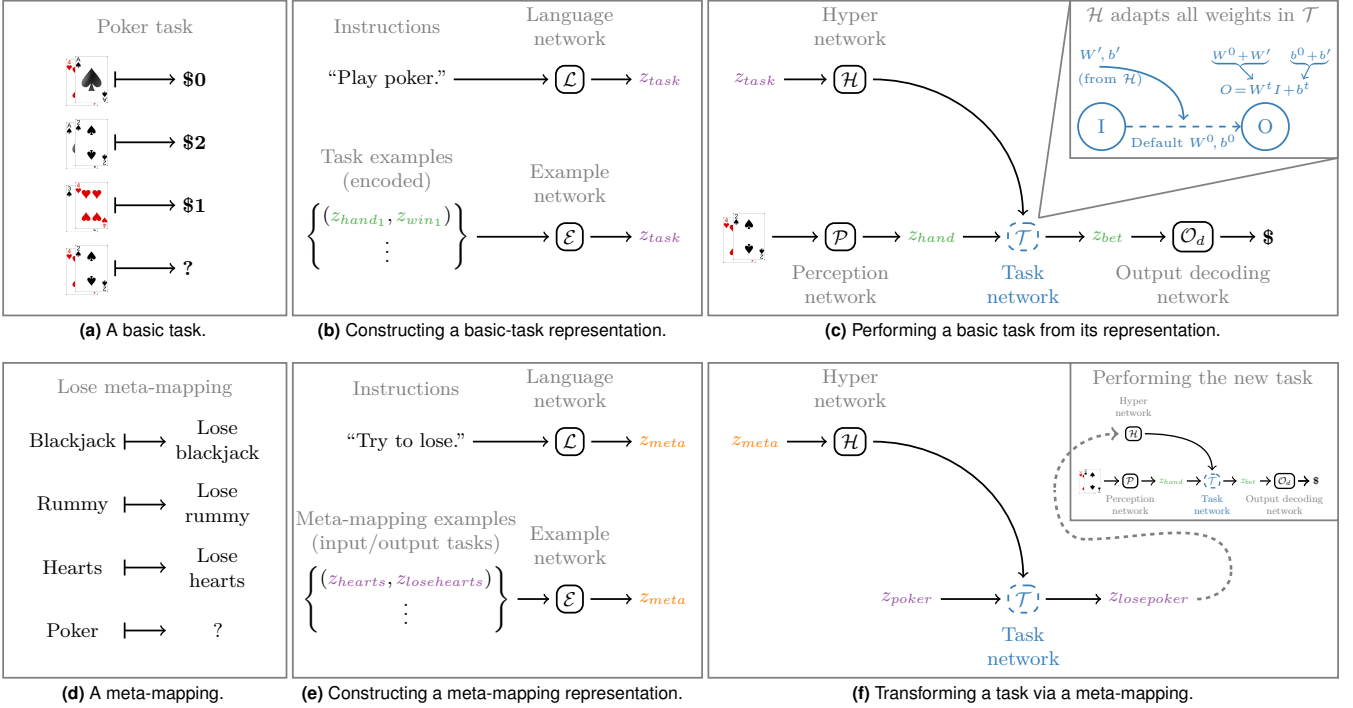 Poker task
$0
$2
$1
?
(a) A basic task.
Instructions
Language
network
“Play poker.”
ℒ
z_task
Task examples
(encoded)
Example
network
{(z_hand₁, z_win₁)
⋮}
ℰ
z_task
(b) Constructing a basic-task representation.
Hyper
network
z_task
ℋ
ℋ adapts all weights in 𝒯
W′, b′
(from ℋ)
W⁰+W′
b⁰+b′
O=WᵗI+bᵗ
I
O
Default W⁰, b⁰
𝒫
z_hand
𝒯
z_bet
𝒪_d
$
Perception
network
Task
network
Output decoding
network
(c) Performing a basic task from its representation.
Lose meta-mapping
Blackjack
Lose
blackjack
Rummy
Lose
rummy
Hearts
Lose
hearts
Poker
?
(d) A meta-mapping.
Instructions
Language
network
“Try to lose.”
ℒ
z_meta
Meta-mapping examples
(input/output tasks)
Example
network
{(z_hearts, z_losehearts)
⋮}
ℰ
z_meta
(e) Constructing a meta-mapping representation.
Hyper
network
z_meta
ℋ
z_poker
𝒯
z_losepoker
Task
network
Performing the new task
Hyper
network
ℋ
𝒫
z_hand
𝒯
z_bet
𝒪_d
$
Perception
network
Task
network
Output decoding
network
(f) Transforming a task via a meta-mapping.